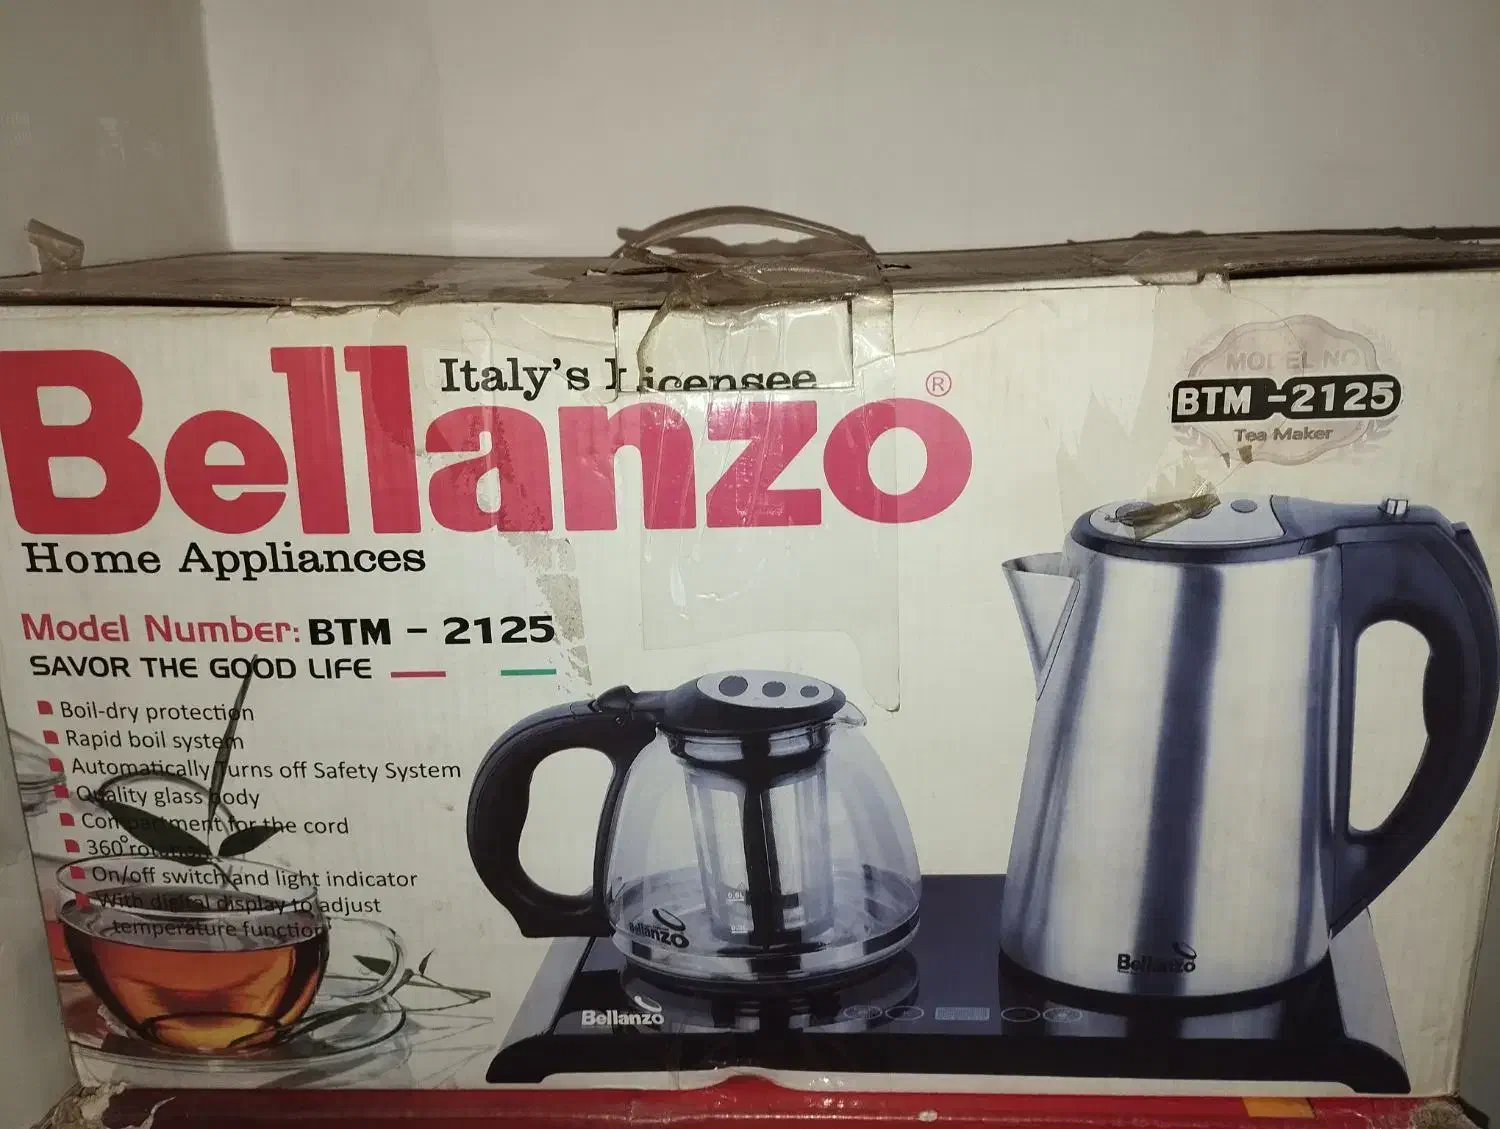 Italy's Licensee
Bellanzo®
Home Appliances
Model Number: BTM - 2125
SAVOR THE GOOD LIFE
Boil-dry protection
Rapid boil system
Automatically Turns off Safety System
Quality glass body
Compartment for the cord
360° rotation
On/off switch and light indicator
With digital display to adjust
temperature function
MODEL NO
BTM -2125
Tea Maker
Bellanzo
Bellanzo
Bellanzo